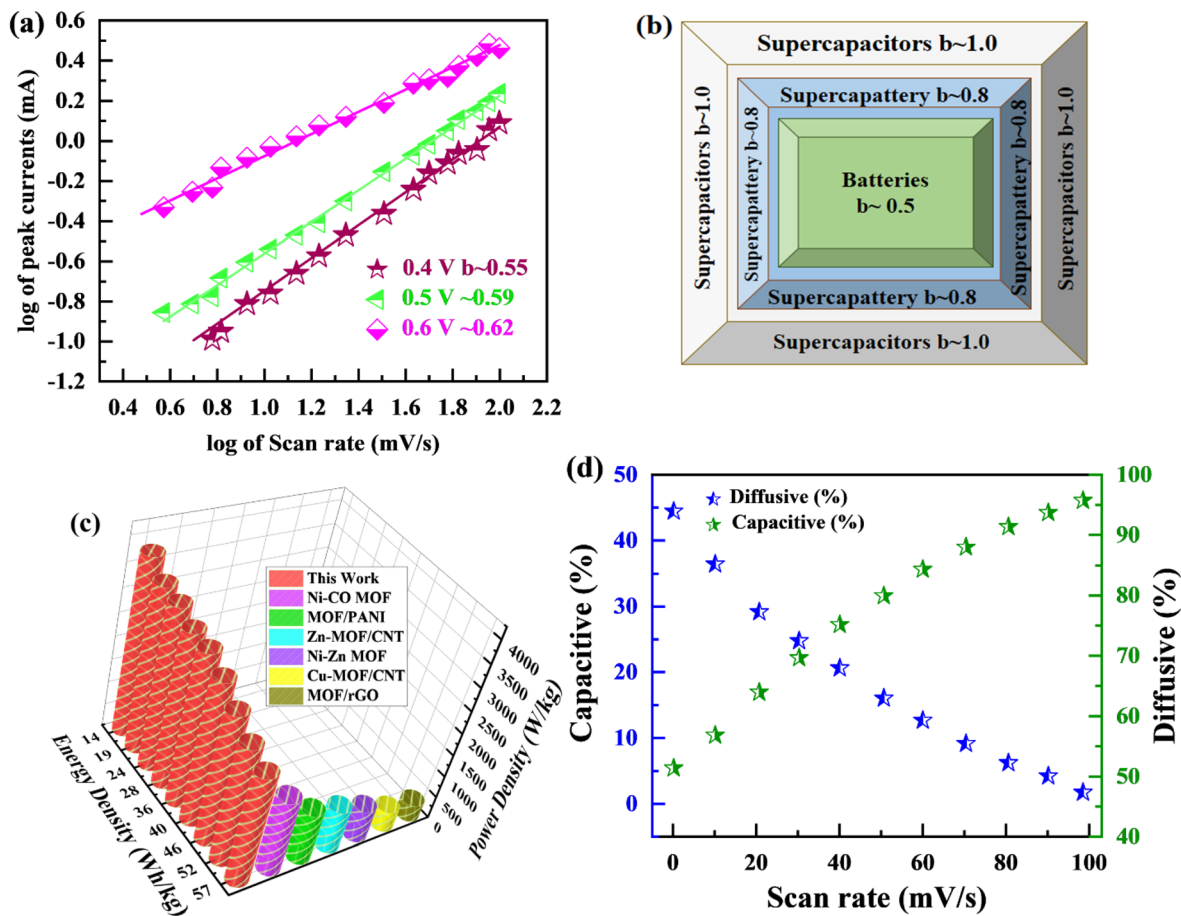 (a)
0.6
0.4
0.2
0.0
-0.2
-0.4
-0.6
-0.8
-1.0
-1.2
log of peak currents (mA)
0.4 V b~0.55
0.5 V ~0.59
0.6 V ~0.62
0.4 0.6 0.8 1.0 1.2 1.4 1.6 1.8 2.0 2.2
log of Scan rate (mV/s)
(b)
Supercapacitors b~1.0
Supercapacitors b~1.0
Supercapattery b~0.8
Supercapattery b~0.8
Batteries
b~ 0.5
Supercapattery b~0.8
Supercapacitors b~1.0
Supercapattery b~0.8
Supercapacitors b~1.0
(c)
This Work
Ni-CO MOF
MOF/PANI
Zn-MOF/CNT
Ni-Zn MOF
Cu-MOF/CNT
MOF/rGO
14
19
24
28
36
40
46
52
57
Energy Density (Wh/kg)
4000
3500
3000
2500
2000
1500
1000
500
0
Power Density (W/kg)
(d)
50
40
30
20
10
0
Capacitive (%)
Diffusive (%)
Capacitive (%)
100
90
80
70
60
50
40
Diffusive (%)
0 20 40 60 80 100
Scan rate (mV/s)